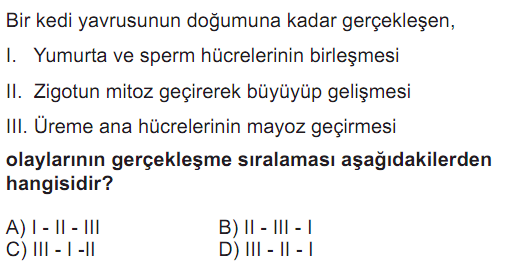 Bir kedi yavrusunun doğumuna kadar gerçekleşen,
I. Yumurta ve sperm hücrelerinin birleşmesi
II. Zigotun mitoz geçirerek büyüyüp gelişmesi
III. Üreme ana hücrelerinin mayoz geçirmesi
olaylarının gerçekleşme sıralaması aşağıdakilerden
hangisidir?
A) I - II - III B) II - III - I
C) III - I -II D) III - II - I